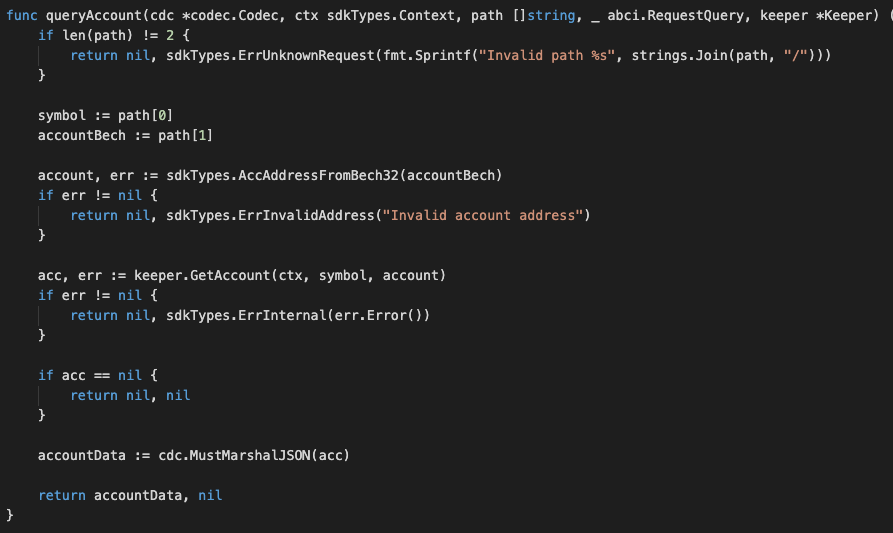 func queryAccount(cdc *codec.Codec, ctx sdkTypes.Context, path []string, _ abci.RequestQuery, keeper *Keeper) (
    if len(path) != 2 {
        return nil, sdkTypes.ErrUnknownRequest(fmt.Sprintf("Invalid path %s", strings.Join(path, "/")))
    }

    symbol := path[0]
    accountBech := path[1]

    account, err := sdkTypes.AccAddressFromBech32(accountBech)
    if err != nil {
        return nil, sdkTypes.ErrInvalidAddress("Invalid account address")
    }

    acc, err := keeper.GetAccount(ctx, symbol, account)
    if err != nil {
        return nil, sdkTypes.ErrInternal(err.Error())
    }

    if acc == nil {
        return nil, nil
    }

    accountData := cdc.MustMarshalJSON(acc)

    return accountData, nil
}